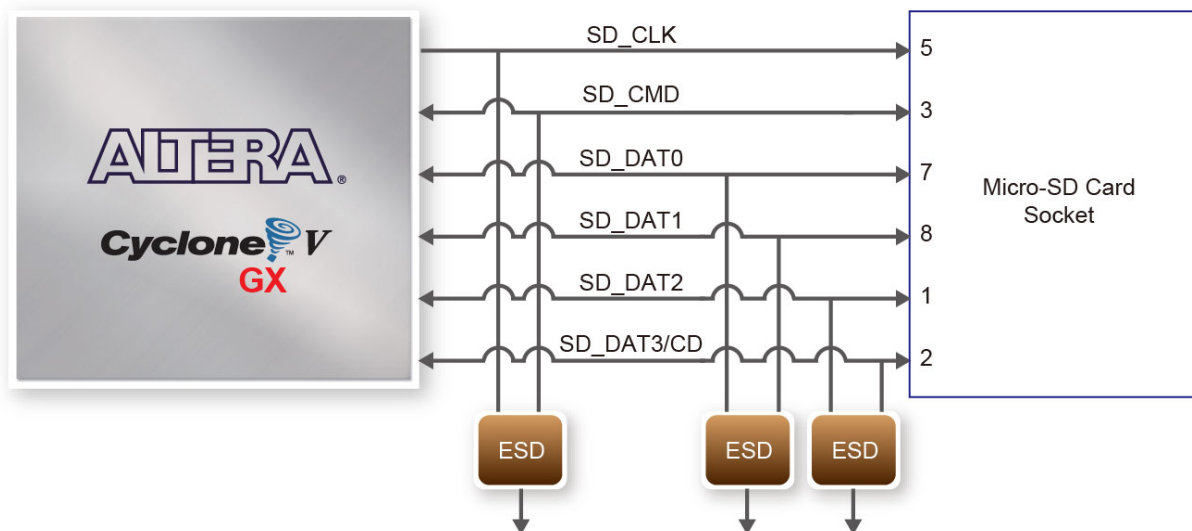 SD_CLK
5
SD_CMD
3
ALTERA®
SD_DAT0
7
Micro-SD Card
Socket
SD_DAT1
8
Cyclone™ V
GX
SD_DAT2
1
SD_DAT3/CD
2
ESD
ESD
ESD